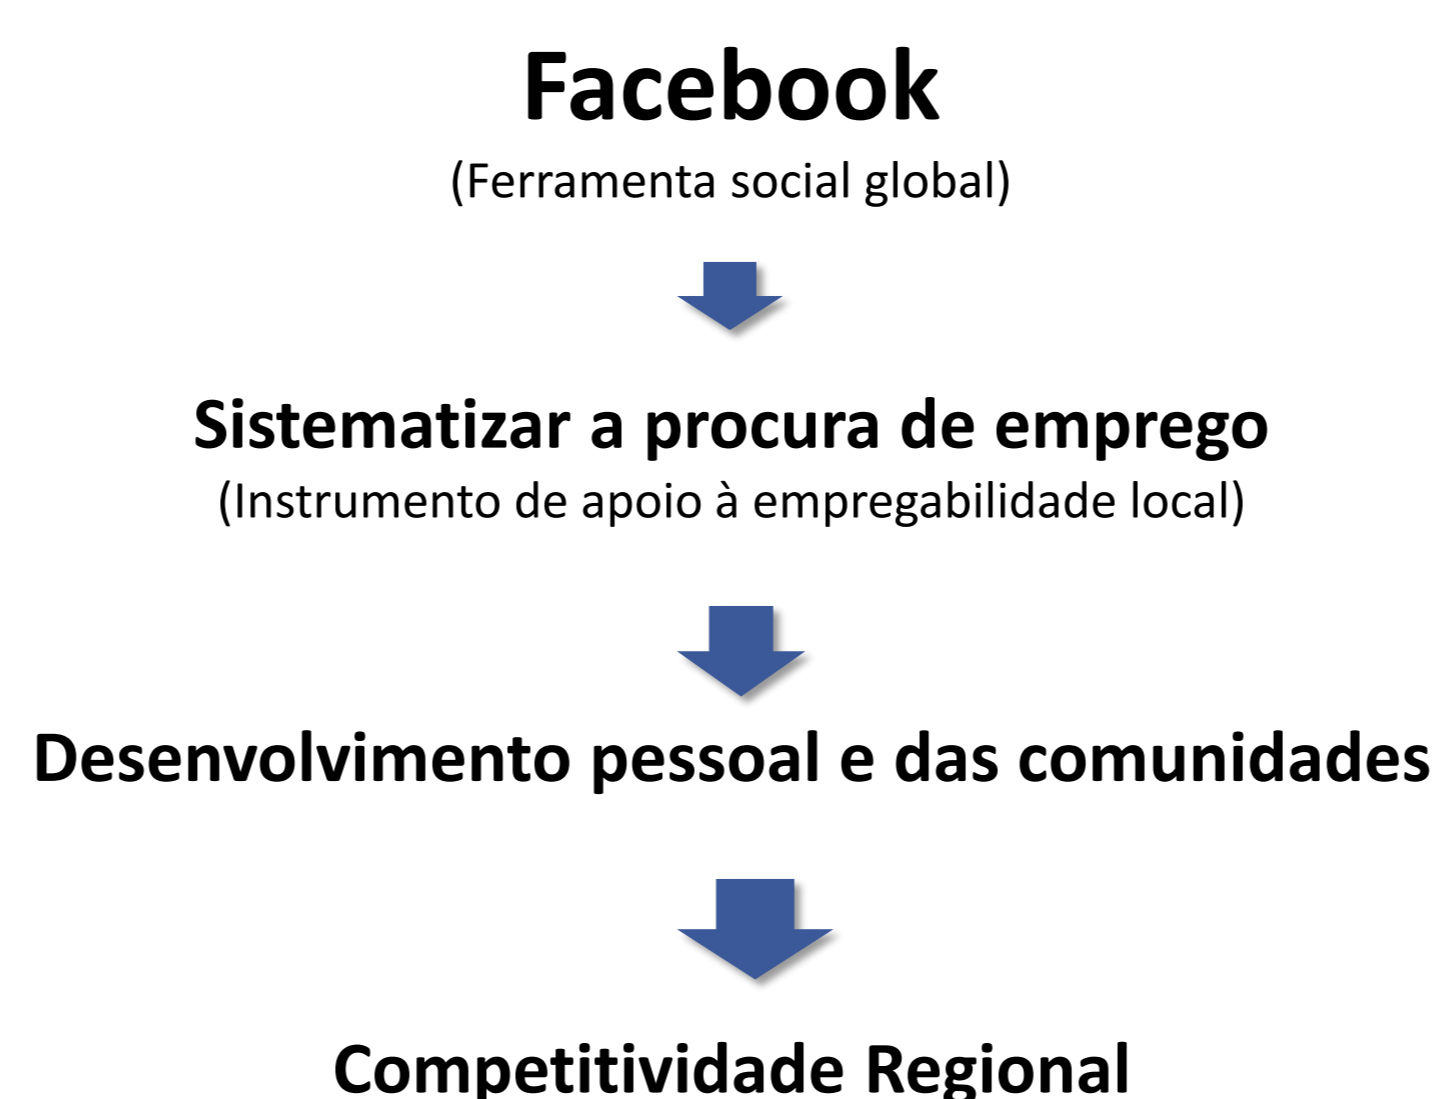 Facebook
(Ferramenta social global)
Sistematizar a procura de emprego
(Instrumento de apoio à empregabilidade local)
Desenvolvimento pessoal e das comunidades
Competitividade Regional